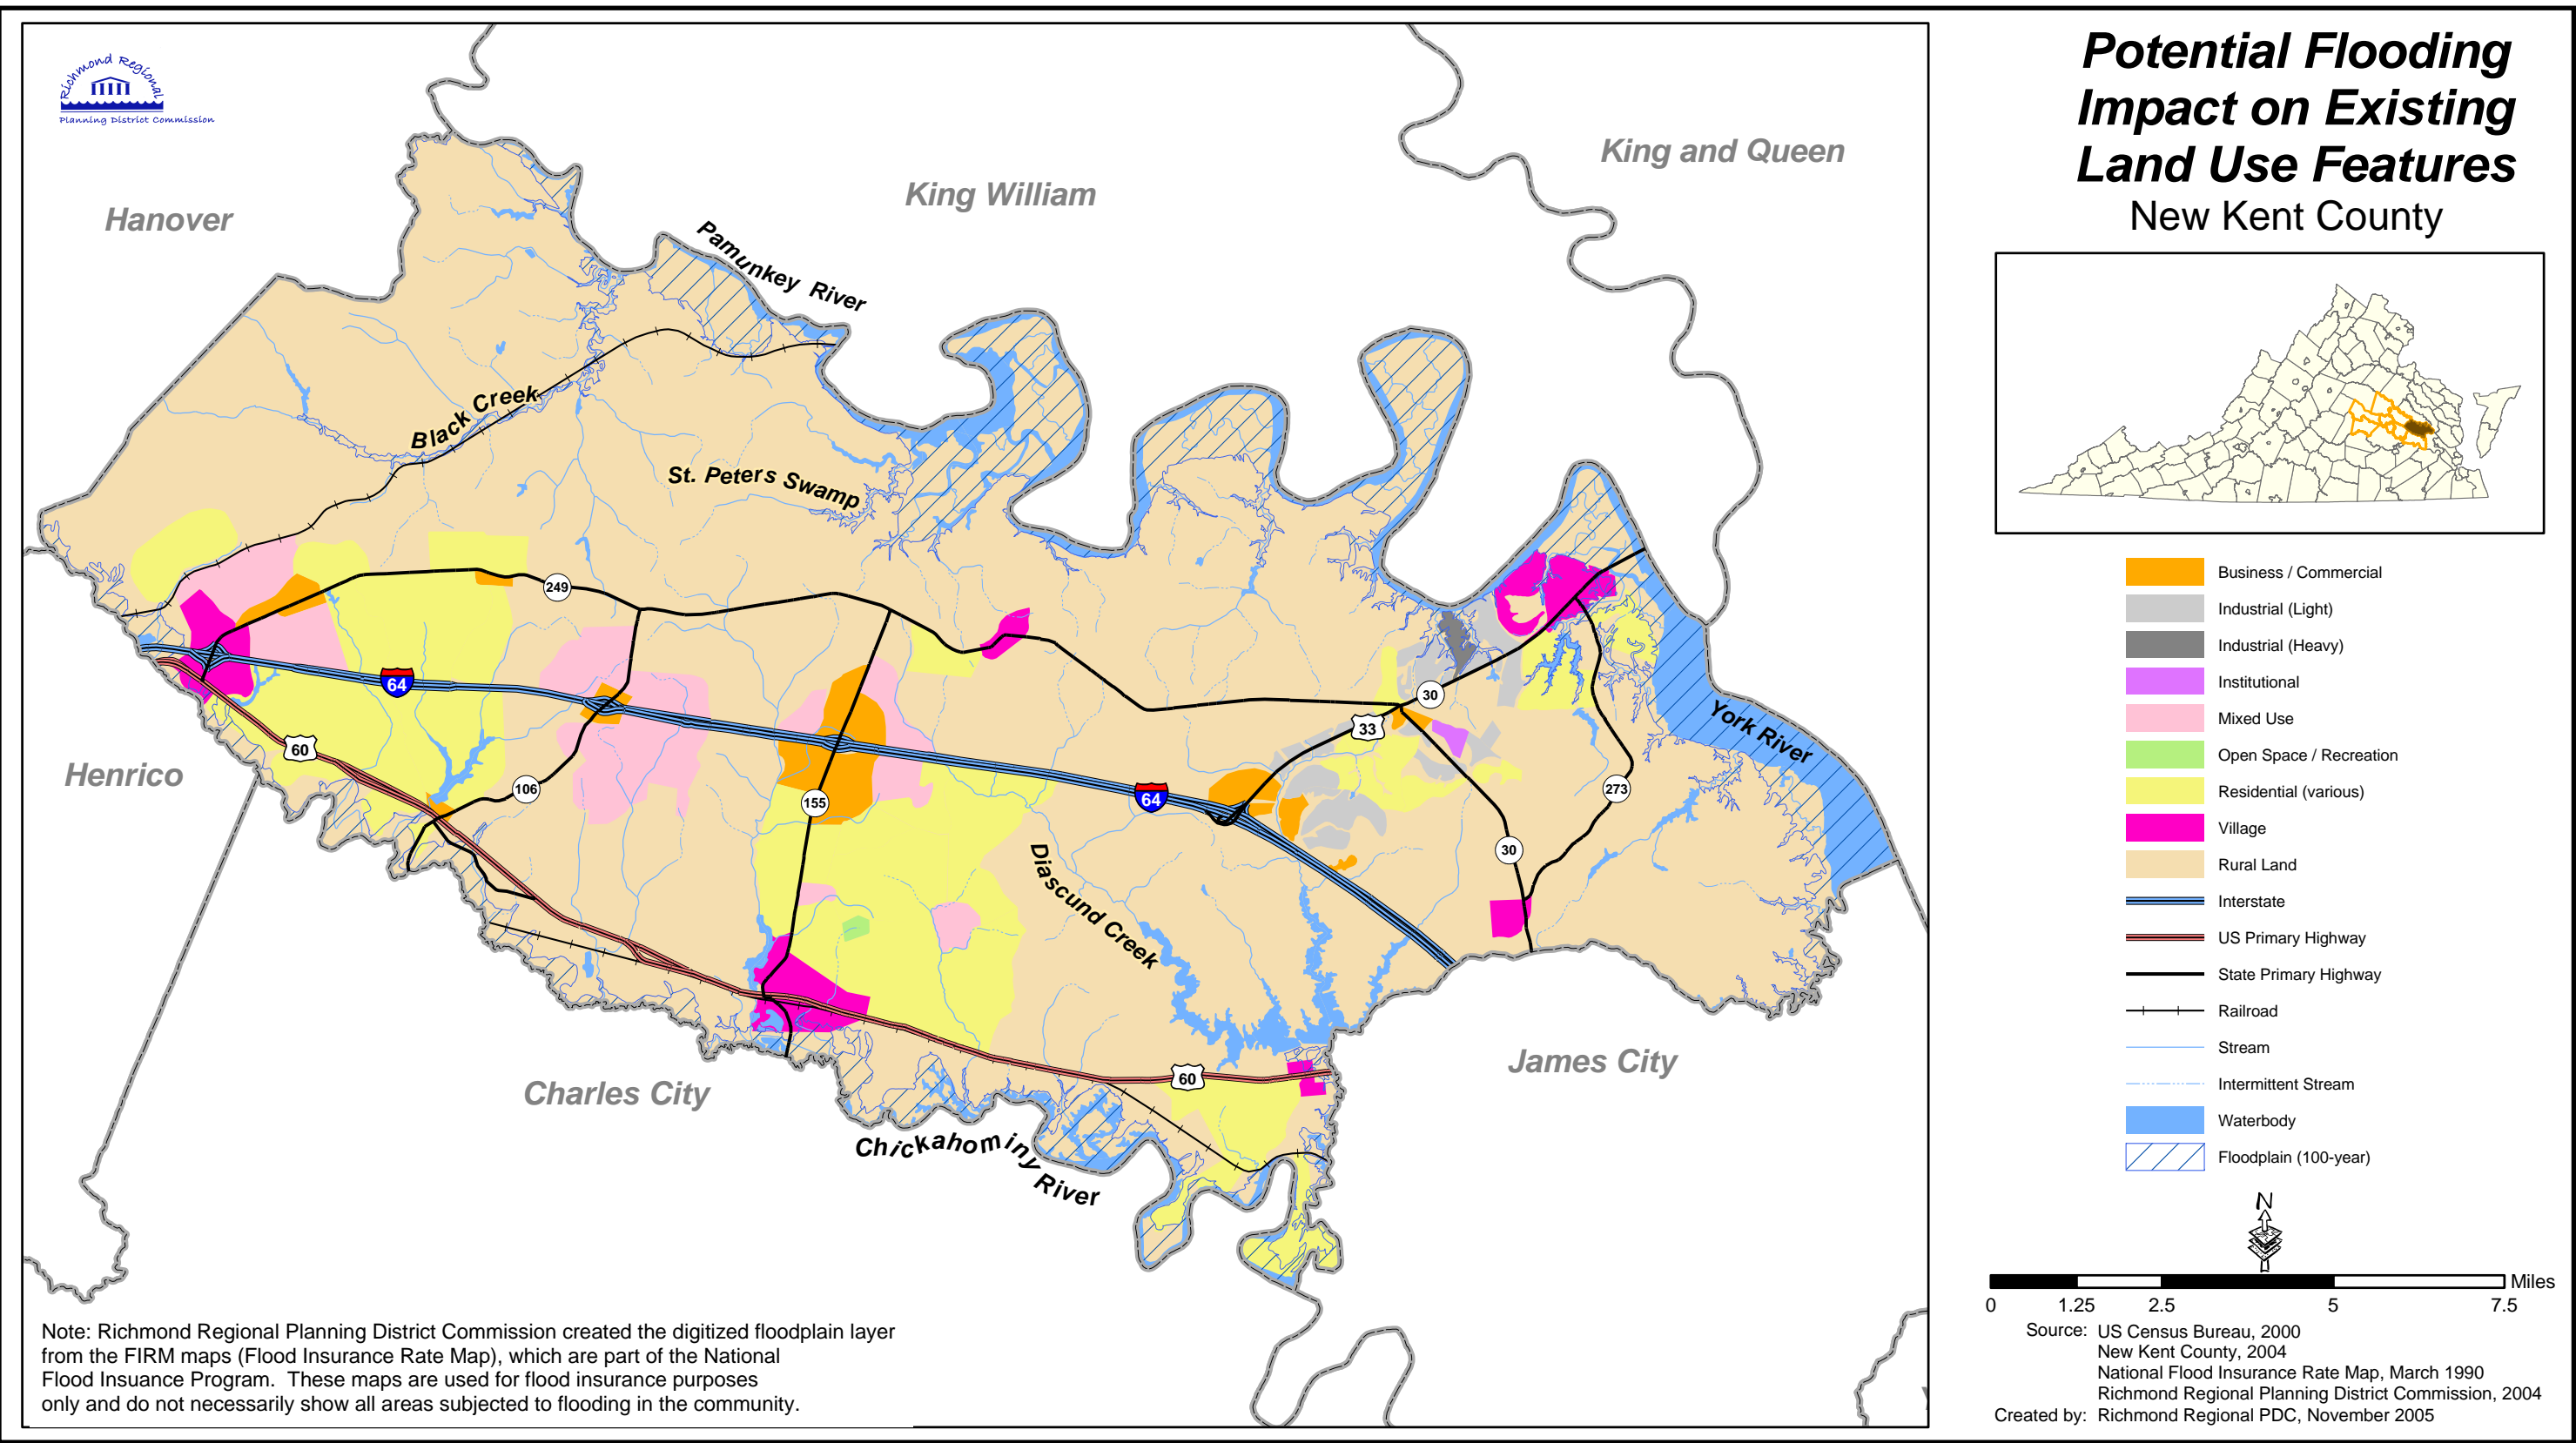 Potential Flooding
Impact on Existing
Land Use Features
New Kent County
Richmond Regional
Planning District Commission
Hanover
King William
King and Queen
Pamunkey River
Black Creek
St. Peters Swamp
249
64
60
106
155
33
30
64
York River
273
30
Henrico
Diascund Creek
60
James City
Charles City
Chickahominy River
Business / Commercial
Industrial (Light)
Industrial (Heavy)
Institutional
Mixed Use
Open Space / Recreation
Residential (various)
Village
Rural Land
Interstate
US Primary Highway
State Primary Highway
Railroad
Stream
Intermittent Stream
Waterbody
Floodplain (100-year)
N
Miles
0 1.25 2.5 5 7.5
Source: US Census Bureau, 2000
New Kent County, 2004
National Flood Insurance Rate Map, March 1990
Richmond Regional Planning District Commission, 2004
Created by: Richmond Regional PDC, November 2005
Note: Richmond Regional Planning District Commission created the digitized floodplain layer
from the FIRM maps (Flood Insurance Rate Map), which are part of the National
Flood Insuance Program. These maps are used for flood insurance purposes
only and do not necessarily show all areas subjected to flooding in the community.